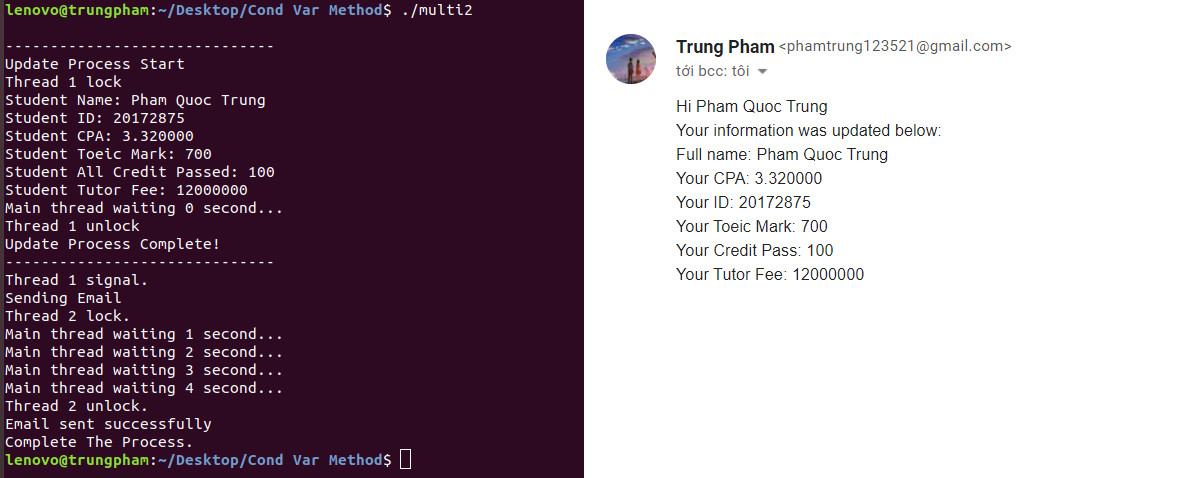 lenovo@trungpham:~/Desktop/Cond Var Method$ ./multi2
------------------------------
Update Process Start
Thread 1 lock
Student Name: Pham Quoc Trung
Student ID: 20172875
Student CPA: 3.320000
Student Toeic Mark: 700
Student All Credit Passed: 100
Student Tutor Fee: 12000000
Main thread waiting 0 second...
Thread 1 unlock
Update Process Complete!
------------------------------
Thread 1 signal.
Sending Email
Thread 2 lock.
Main thread waiting 1 second...
Main thread waiting 2 second...
Main thread waiting 3 second...
Main thread waiting 4 second...
Thread 2 unlock.
Email sent successfully
Complete The Process.
lenovo@trungpham:~/Desktop/Cond Var Method$
Trung Pham <phamtrung123521@gmail.com>
tới bcc: tôi
Hi Pham Quoc Trung
Your information was updated below:
Full name: Pham Quoc Trung
Your CPA: 3.320000
Your ID: 20172875
Your Toeic Mark: 700
Your Credit Pass: 100
Your Tutor Fee: 12000000